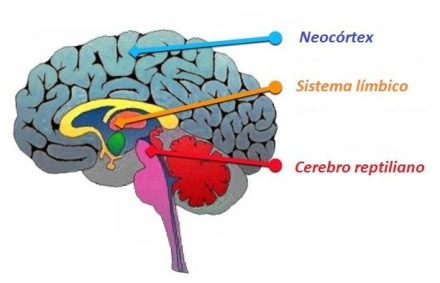 Neocórtex
Sistema límbico
Cerebro reptiliano